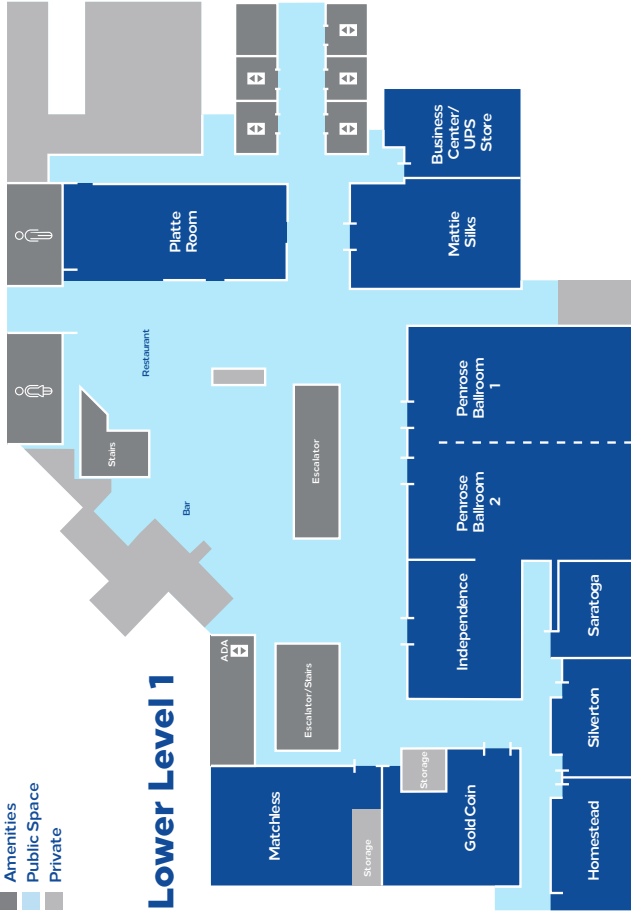 Amenities
Public Space
Private
Lower Level 1
Matchless
Storage
Gold Coin
Storage
Homestead
Silverton
Saratoga
ADA
Escalator/Stairs
Independence
Bar
Stairs
Escalator
Penrose
Ballroom
2
Penrose
Ballroom
1
Restaurant
Platte
Room
Mattie
Silks
Business
Center/
UPS
Store